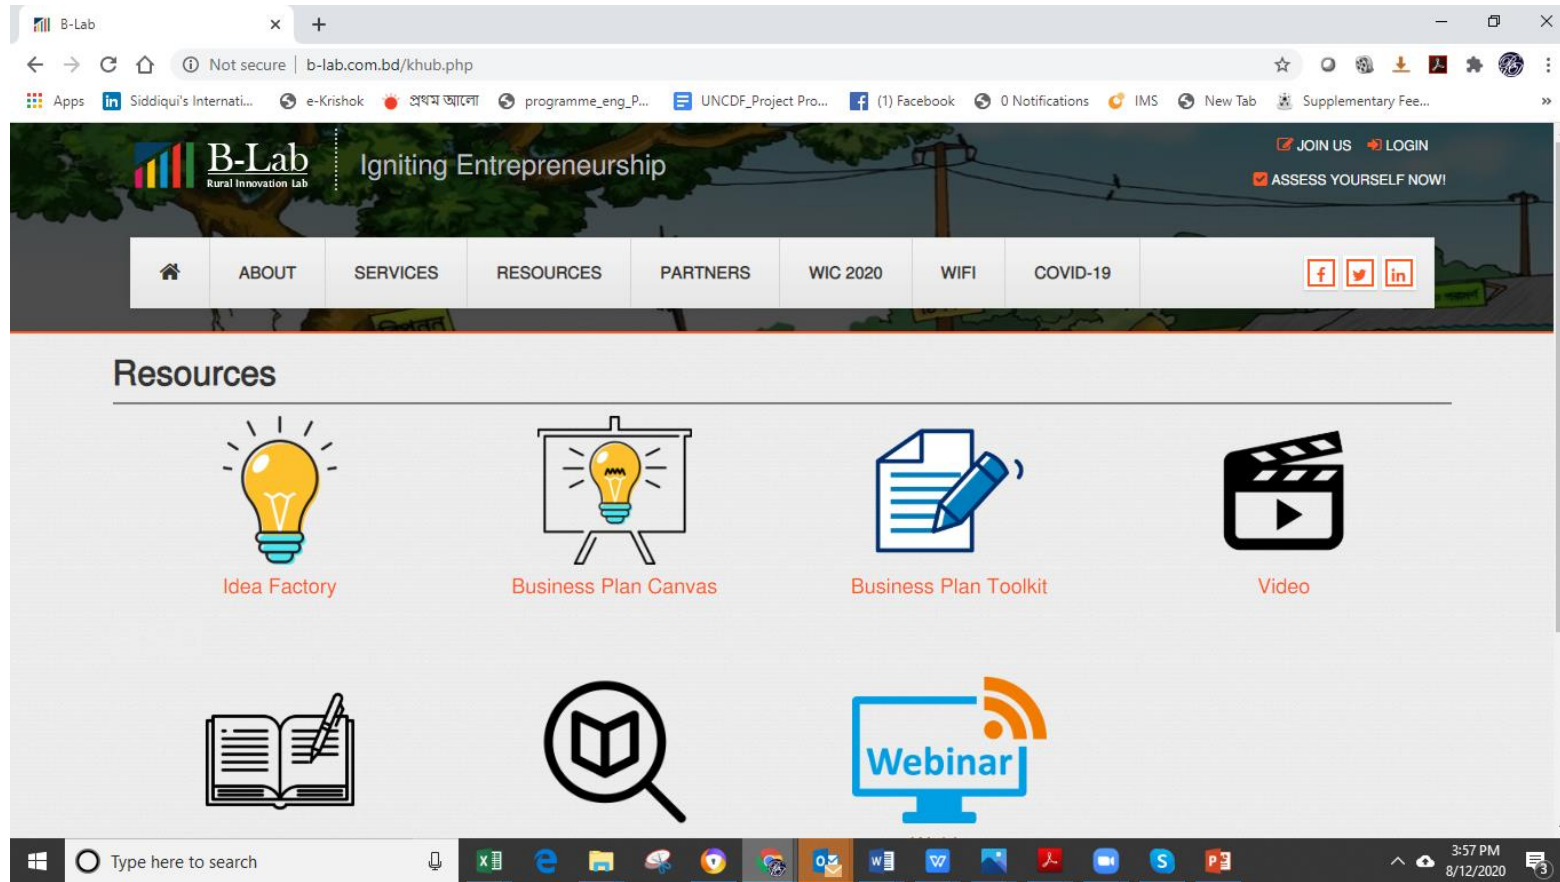 B-Lab
Not secure | b-lab.com.bd/khub.php
Apps
Siddiqui's Internati...
e-Krishok
প্রথম আলো
programme_eng_P...
UNCDF_Project Pro...
(1) Facebook
0 Notifications
IMS
New Tab
Supplementary Fee...
B-Lab
Rural Innovation Lab
Igniting Entrepreneurship
JOIN US
LOGIN
ASSESS YOURSELF NOW!
ABOUT
SERVICES
RESOURCES
PARTNERS
WIC 2020
WIFI
COVID-19
Resources
Idea Factory
Business Plan Canvas
Business Plan Toolkit
Video
Webinar
Type here to search
3:57 PM
8/12/2020
3